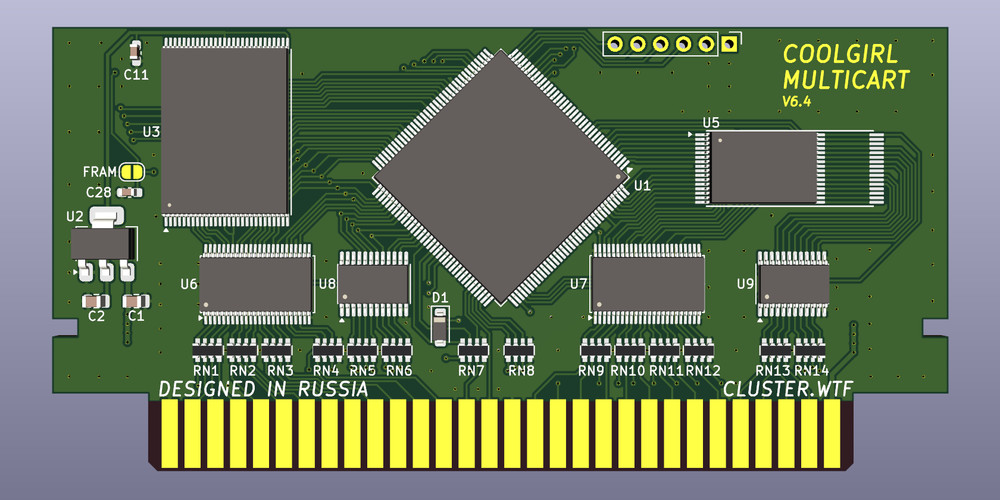 COOLGIRL
MULTICART
V6.4
C11
U3
U5
FRAM
C28
U1
U2
U6
U8
U7
U9
D1
C2
C1
RN1
RN2
RN3
RN4
RN5
RN6
RN7
RN8
RN9
RN10
RN11
RN12
RN13
RN14
DESIGNED IN RUSSIA
CLUSTER.WTF